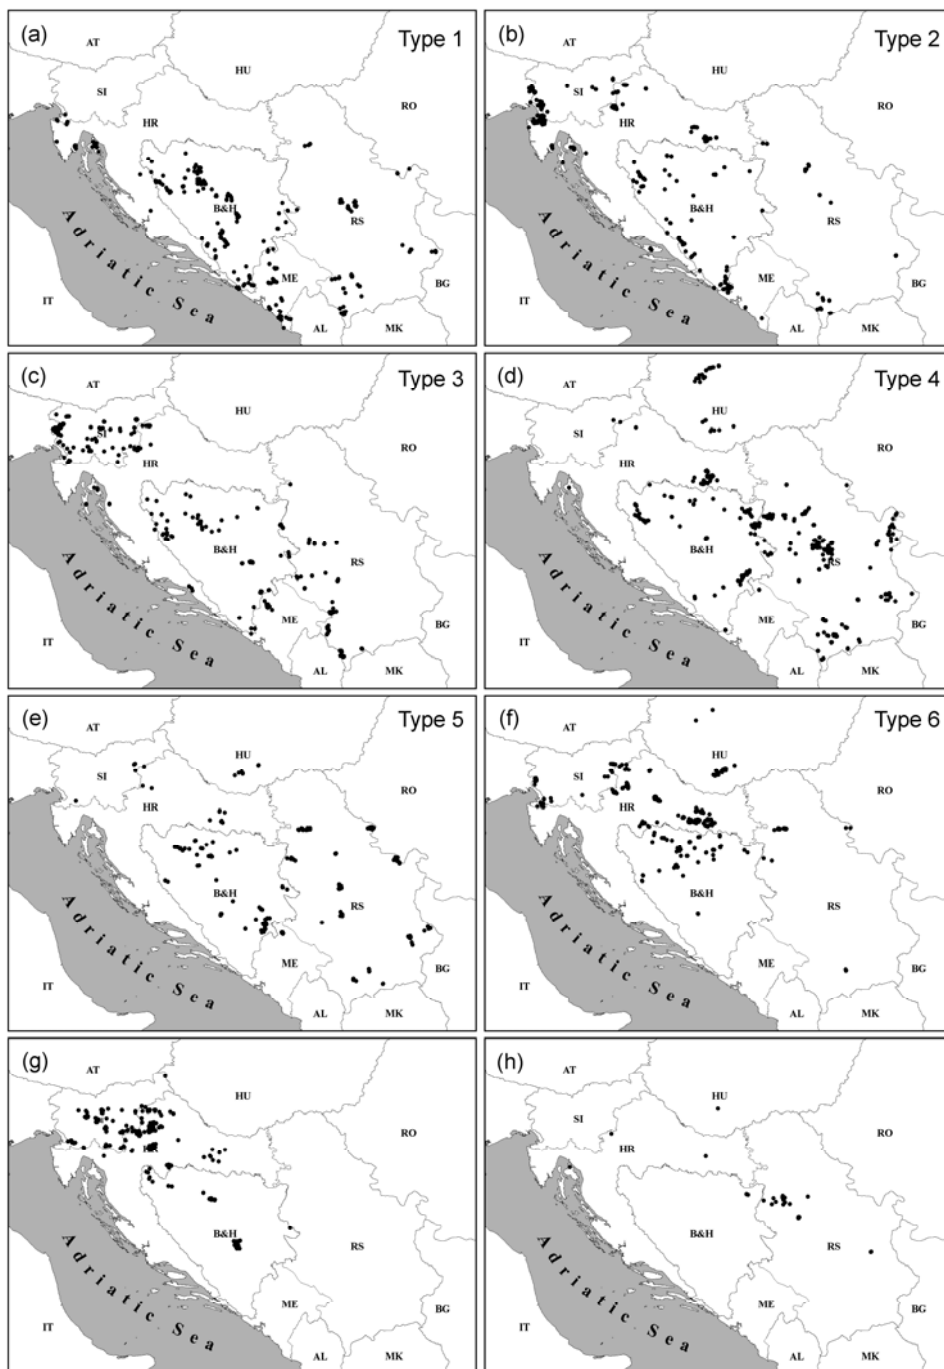 (a) Type 1
AT
HU
SI
RO
HR
B&H
RS
Adriatic Sea
ME
BG
IT
AL
MK
(b) Type 2
AT
HU
SI
RO
HR
B&H
RS
Adriatic Sea
ME
BG
IT
AL
MK
(c) Type 3
AT
HU
SI
RO
HR
B&H
RS
Adriatic Sea
ME
BG
IT
AL
MK
(d) Type 4
AT
HU
SI
RO
HR
B&H
RS
Adriatic Sea
ME
BG
IT
AL
MK
(e) Type 5
AT
HU
SI
RO
HR
B&H
RS
Adriatic Sea
ME
BG
IT
AL
MK
(f) Type 6
AT
HU
SI
RO
HR
B&H
RS
Adriatic Sea
ME
BG
IT
AL
MK
(g)
AT
HU
RO
HR
B&H
RS
Adriatic Sea
ME
BG
IT
AL
MK
(h)
AT
HU
SI
RO
HR
B&H
RS
Adriatic Sea
ME
BG
IT
AL
MK